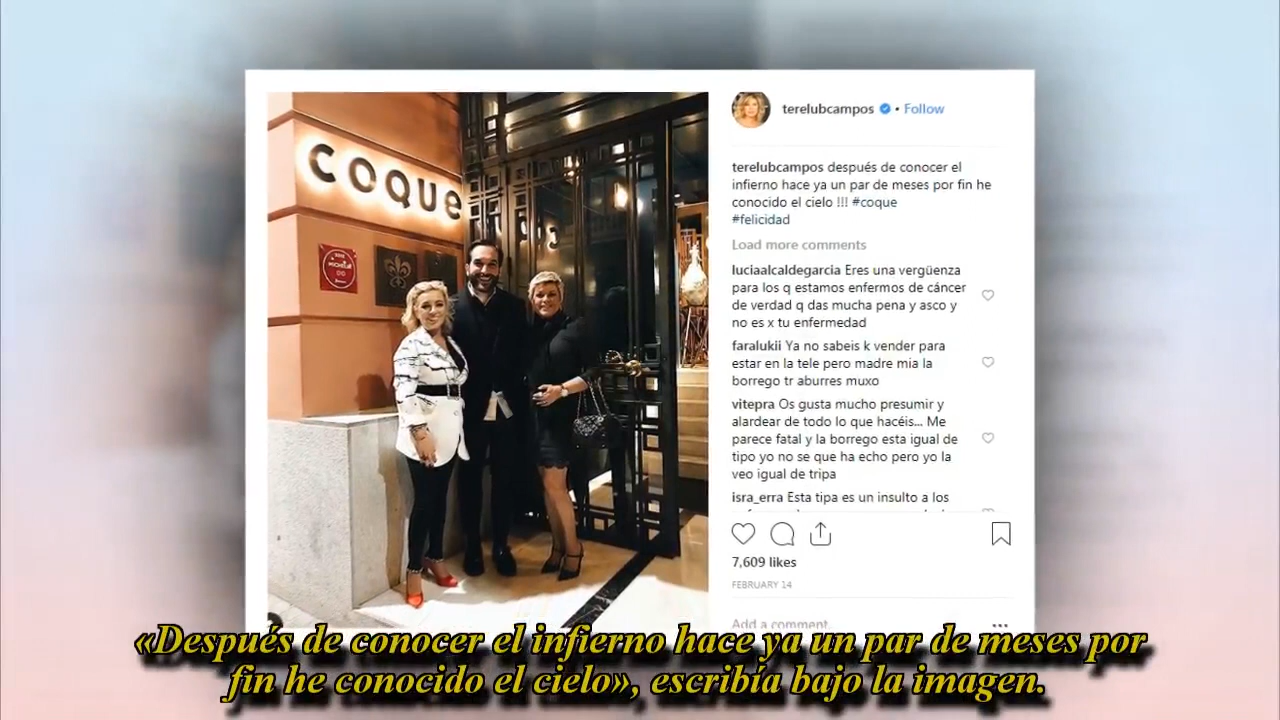 COQUE
MICHELIN
terelubcampos • Follow
terelubcampos después de conocer el
infierno hace ya un par de meses por fin he
conocido el cielo !!! #coque
#felicidad
Load more comments
luciaalcaldegarcia Eres una vergüenza
para los q estamos enfermos de cáncer
de verdad q das mucha pena y asco y
no es x tu enfermedad
faralukii Ya no sabeis k vender para
estar en la tele pero madre mia la
borrego tr aburres muxo
vitepra Os gusta mucho presumir y
alardear de todo lo que hacéis... Me
parece fatal y la borrego esta igual de
tipo yo no se que ha echo pero yo la
veo igual de tripa
isra_erra Esta tipa es un insulto a los
7,609 likes
FEBRUARY 14
Add a comment...
«Después de conocer el infierno hace ya un par de meses por
fin he conocido el cielo», escribía bajo la imagen.